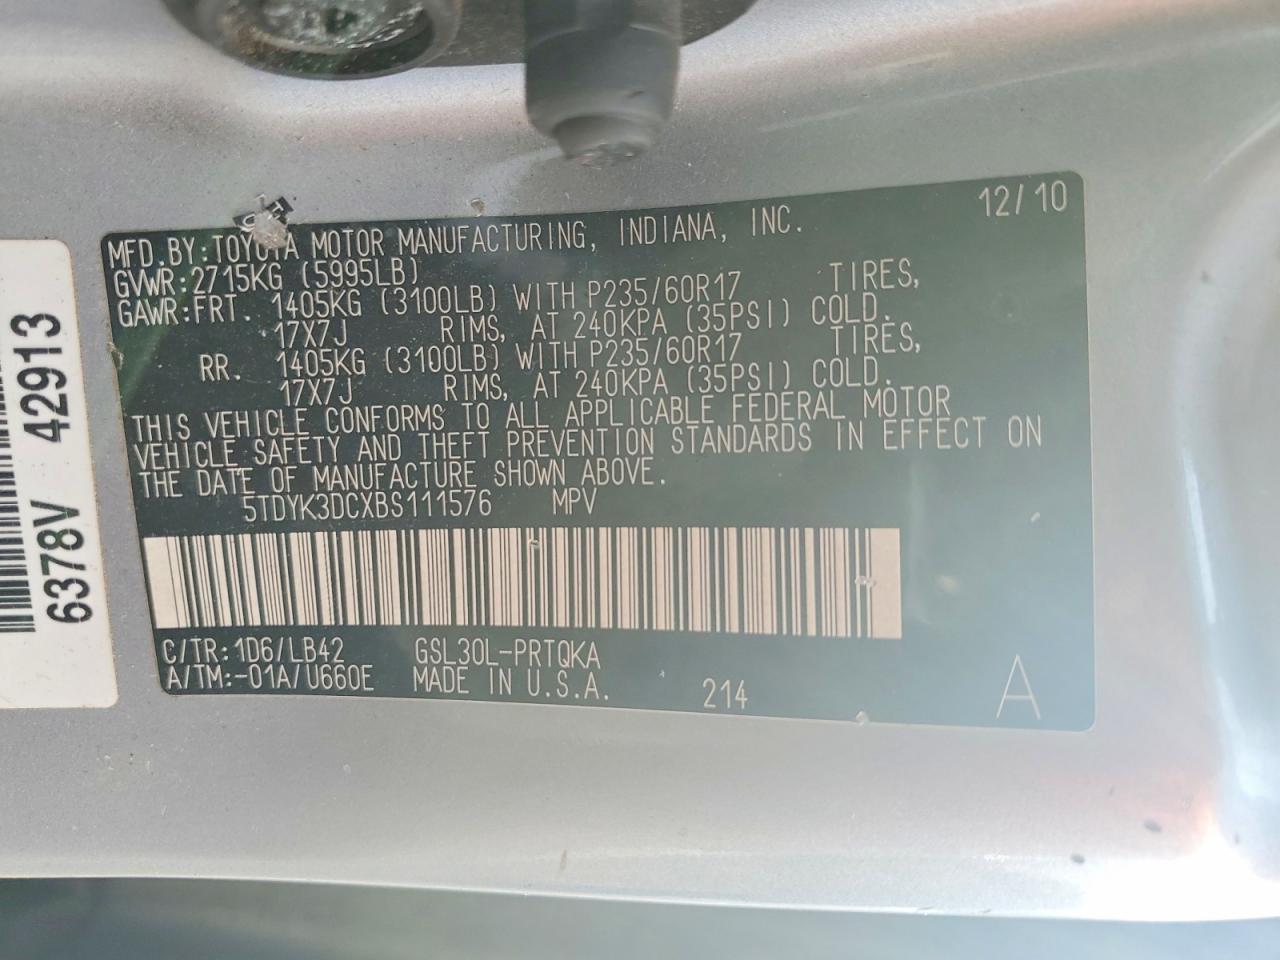 12/10
MFD.BY:TOYOTA MOTOR MANUFACTURING, INDIANA, INC.
GVWR:2715KG (5995LB)
GAWR:FRT. 1405KG (3100LB) WITH P235/60R17 TIRES,
17X7J RIMS, AT 240KPA (35PSI) COLD.
RR. 1405KG (3100LB) WITH P235/60R17 TIRES,
17X7J RIMS, AT 240KPA (35PSI) COLD.
THIS VEHICLE CONFORMS TO ALL APPLICABLE FEDERAL MOTOR
VEHICLE SAFETY AND THEFT PREVENTION STANDARDS IN EFFECT ON
THE DATE OF MANUFACTURE SHOWN ABOVE.
5TDYK3DCXBS111576 MPV
C/TR:1D6/LB42 GSL30L-PRTQKA
A/TM:-01A/U660E MADE IN U.S.A. 214
A
6378V 42913